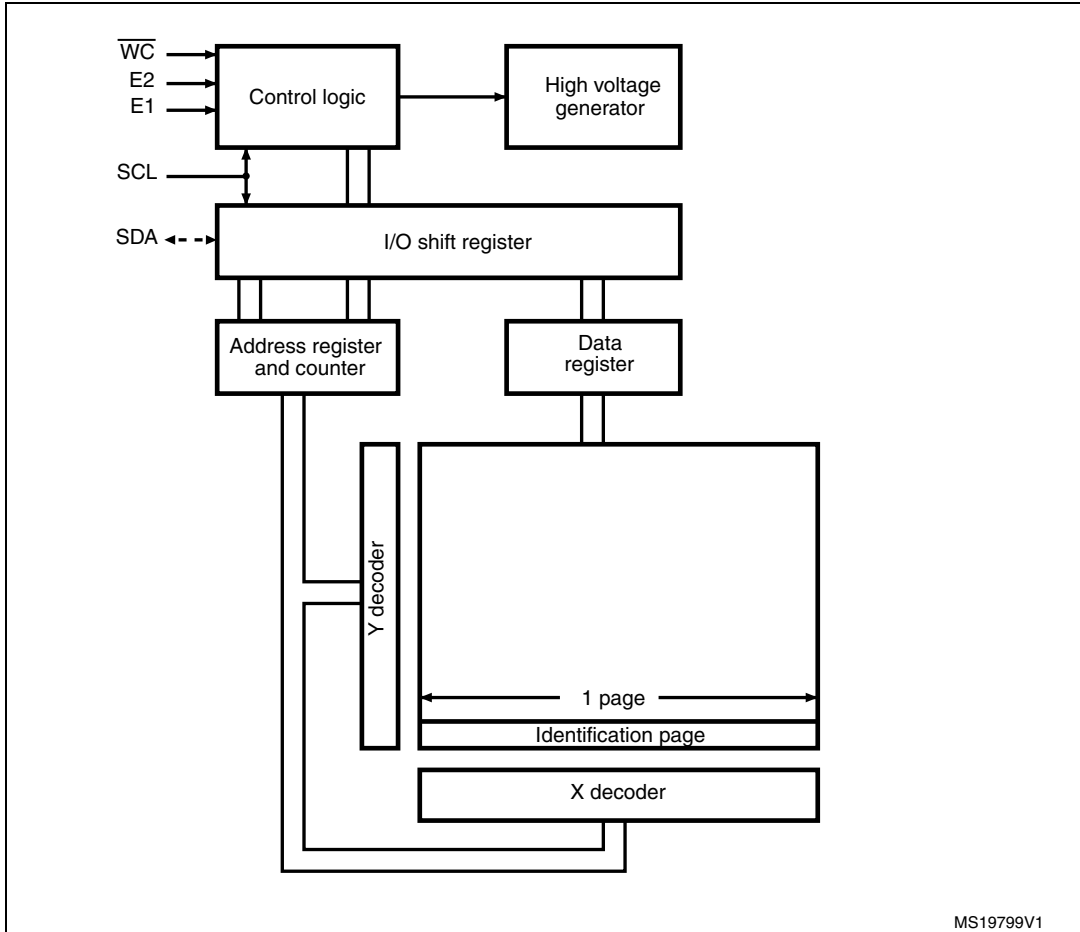 W̅C̅
E2
E1
SCL
SDA
Control logic
High voltage
generator
I/O shift register
Address register
and counter
Data
register
Y decoder
1 page
Identification page
X decoder
MS19799V1